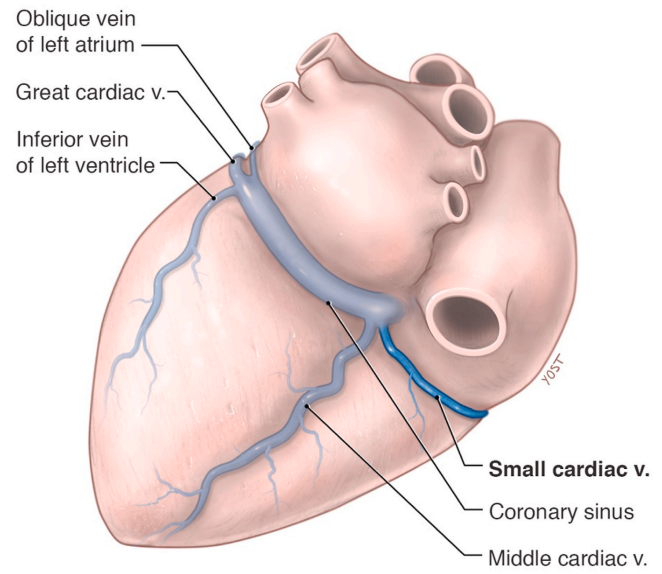 Oblique vein
of left atrium
Great cardiac v.
Inferior vein
of left ventricle
YOST
Small cardiac v.
Coronary sinus
Middle cardiac v.